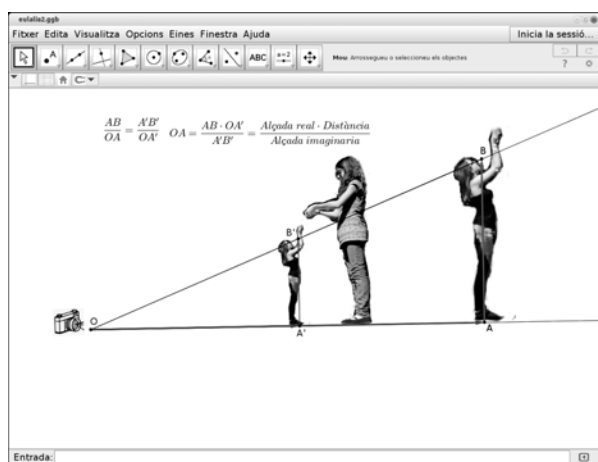 eulalia2.ggb
Fitxer Edita Visualitza Opcions Eines Finestra Ajuda
Inicia la sessió...
ABC
a=2
Mou Arrossegueu o seleccioneu els objectes
?
AB/OA = A'B'/OA' OA = AB · OA'/A'B' = Alçada real · Distància/Alçada imaginaria
B
B'
O
A'
A
Entrada: